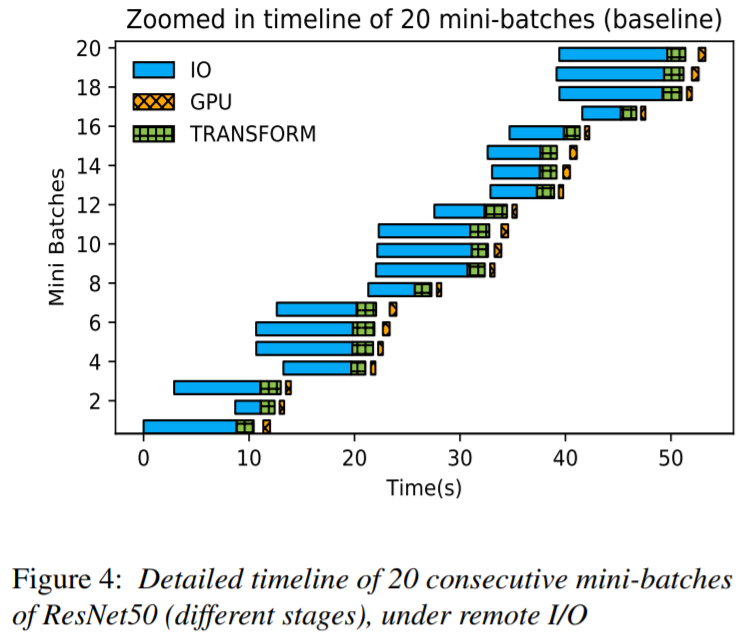 Zoomed in timeline of 20 mini-batches (baseline)
20
18
16
14
12
10
8
6
4
2
Mini Batches
IO
GPU
TRANSFORM
0
10
20
30
40
50
Time(s)
Figure 4: Detailed timeline of 20 consecutive mini-batches
of ResNet50 (different stages), under remote I/O